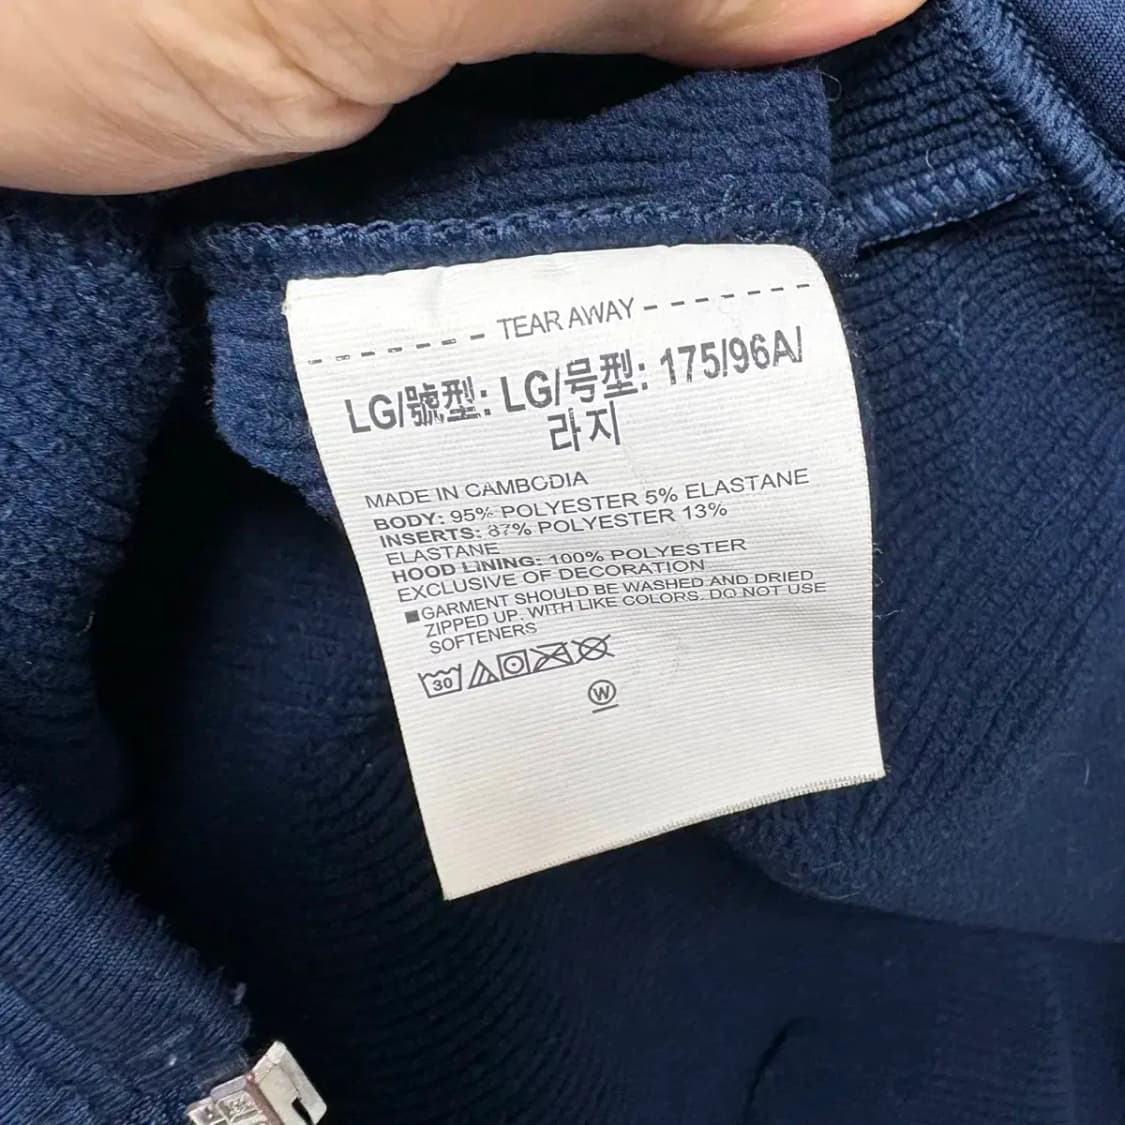 TEAR AWAY
LG/號型: LG/号型: 175/96A/
라지
MADE IN CAMBODIA
BODY: 95% POLYESTER 5% ELASTANE
INSERTS: 87% POLYESTER 13%
ELASTANE
HOOD LINING: 100% POLYESTER
EXCLUSIVE OF DECORATION
■GARMENT SHOULD BE WASHED AND DRIED
ZIPPED UP. WITH LIKE COLORS. DO NOT USE
SOFTENERS
30
W